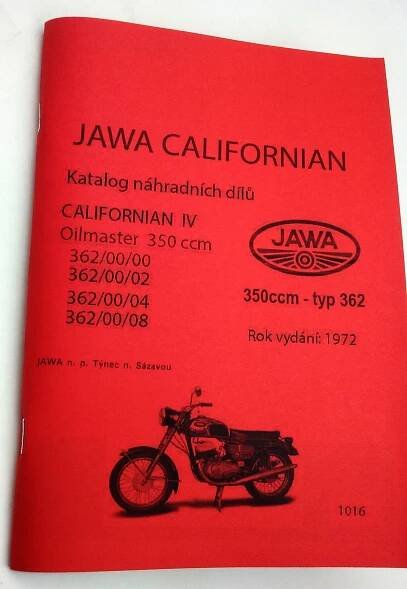 JAWA CALIFORNIAN
Katalog náhradních dílů
CALIFORNIAN IV
Oilmaster 350 ccm
362/00/00
362/00/02
362/00/04
362/00/08
JAWA
350ccm - typ 362
Rok vydání: 1972
JAWA n. p. Týnec n. Sázavou
1016